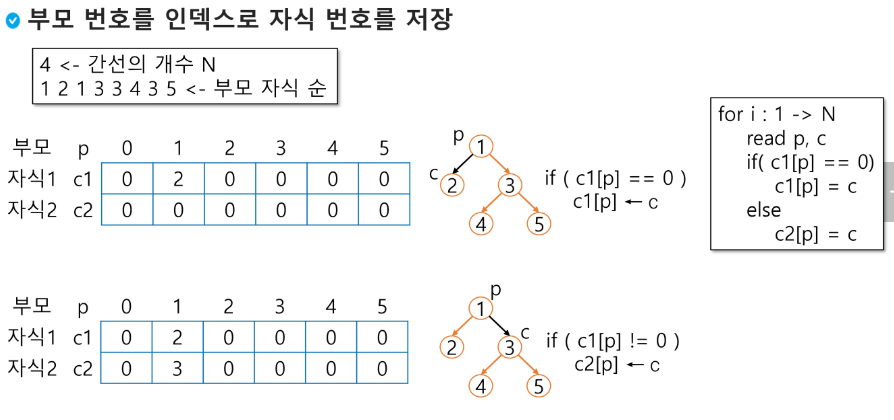 부모 번호를 인덱스로 자식 번호를 저장
4 <- 간선의 개수 N
1 2 1 3 3 4 3 5 <- 부모 자식 순
부모 p 0 1 2 3 4 5
자식1 c1 0 2 0 0 0 0
자식2 c2 0 0 0 0 0 0
p
1
c
2 3
4 5
if ( c1[p] == 0 )
c1[p] ← c
for i : 1 -> N
read p, c
if( c1[p] == 0)
c1[p] = c
else
c2[p] = c
부모 p 0 1 2 3 4 5
자식1 c1 0 2 0 0 0 0
자식2 c2 0 3 0 0 0 0
p
1
c
2 3
4 5
if ( c1[p] != 0 )
c2[p] ← c